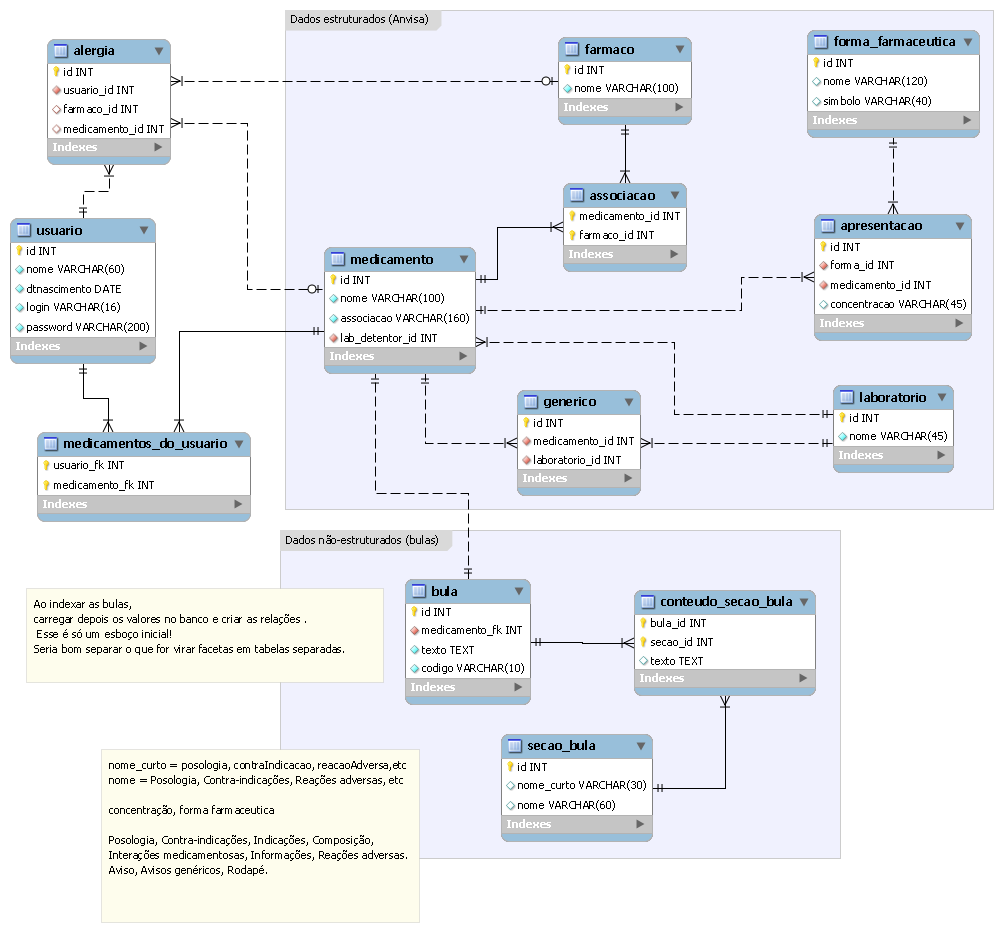 Dados estruturados (Anvisa)
alergia
id INT
usuario_id INT
farmaco_id INT
medicamento_id INT
Indexes
farmaco
id INT
nome VARCHAR(100)
Indexes
forma_farmaceutica
id INT
nome VARCHAR(120)
simbolo VARCHAR(40)
Indexes
associacao
medicamento_id INT
farmaco_id INT
Indexes
usuario
id INT
nome VARCHAR(60)
dtnascimento DATE
login VARCHAR(16)
password VARCHAR(200)
Indexes
medicamento
id INT
nome VARCHAR(100)
associacao VARCHAR(160)
lab_detentor_id INT
Indexes
apresentacao
id INT
forma_id INT
medicamento_id INT
concentracao VARCHAR(45)
Indexes
generico
id INT
medicamento_id INT
laboratorio_id INT
Indexes
laboratorio
id INT
nome VARCHAR(45)
Indexes
medicamentos_do_usuario
usuario_fk INT
medicamento_fk INT
Indexes
Dados não-estruturados (bulas)
bula
id INT
medicamento_fk INT
texto TEXT
codigo VARCHAR(10)
Indexes
conteudo_secao_bula
bula_id INT
secao_id INT
texto TEXT
Indexes
Ao indexar as bulas,
carregar depois os valores no banco e criar as relações .
Esse é só um esboço inicial!
Seria bom separar o que for virar facetas em tabelas separadas.
secao_bula
id INT
nome_curto VARCHAR(30)
nome VARCHAR(60)
Indexes
nome_curto = posologia, contraIndicacao, reacaoAdversa,etc
nome = Posologia, Contra-indicações, Reações adversas, etc
concentração, forma farmaceutica
Posologia, Contra-indicações, Indicações, Composição,
Interações medicamentosas, Informações, Reações adversas.
Aviso, Avisos genéricos, Rodapé.